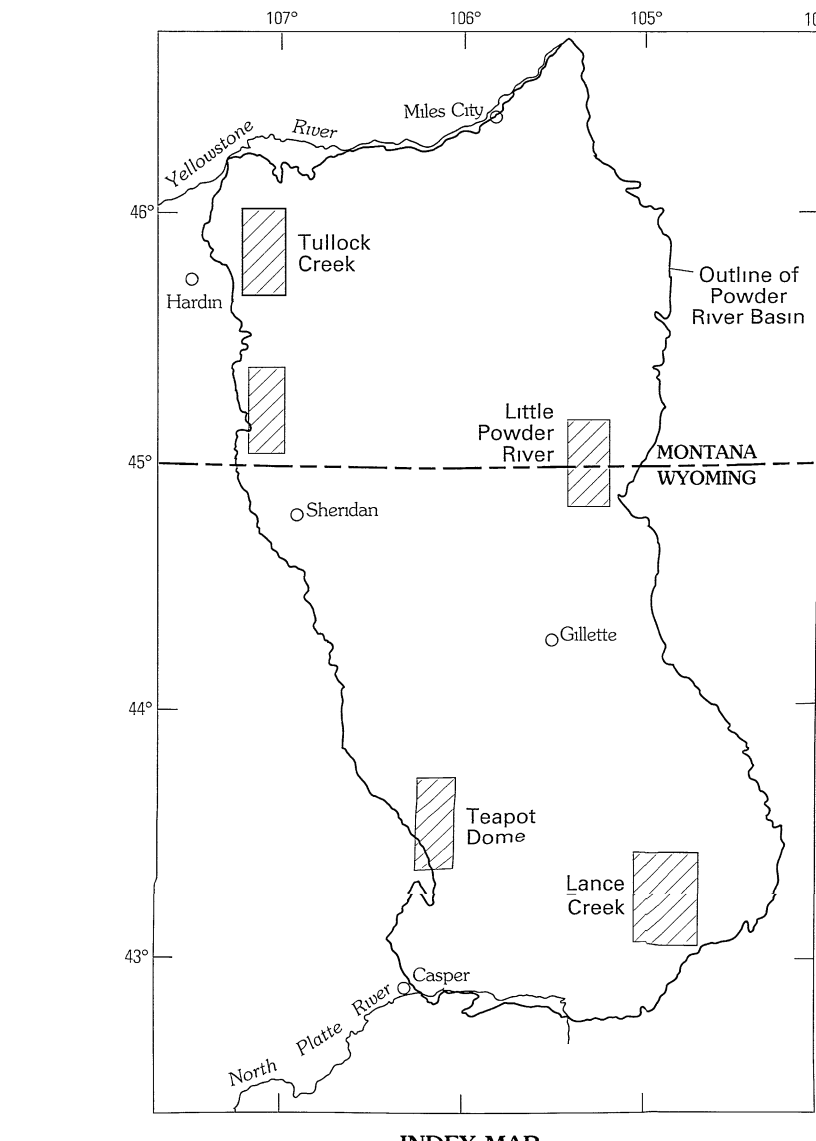 107° 106° 105° 10
Miles City
Yellowstone River
46°
Tullock
Creek
Outline of
Powder
River Basin
Hardin
Little
Powder
River
MONTANA
45°
WYOMING
Sheridan
Gillette
44°
Teapot
Dome
Lance
Creek
43°
Casper
North Platte River
INDEX MAP